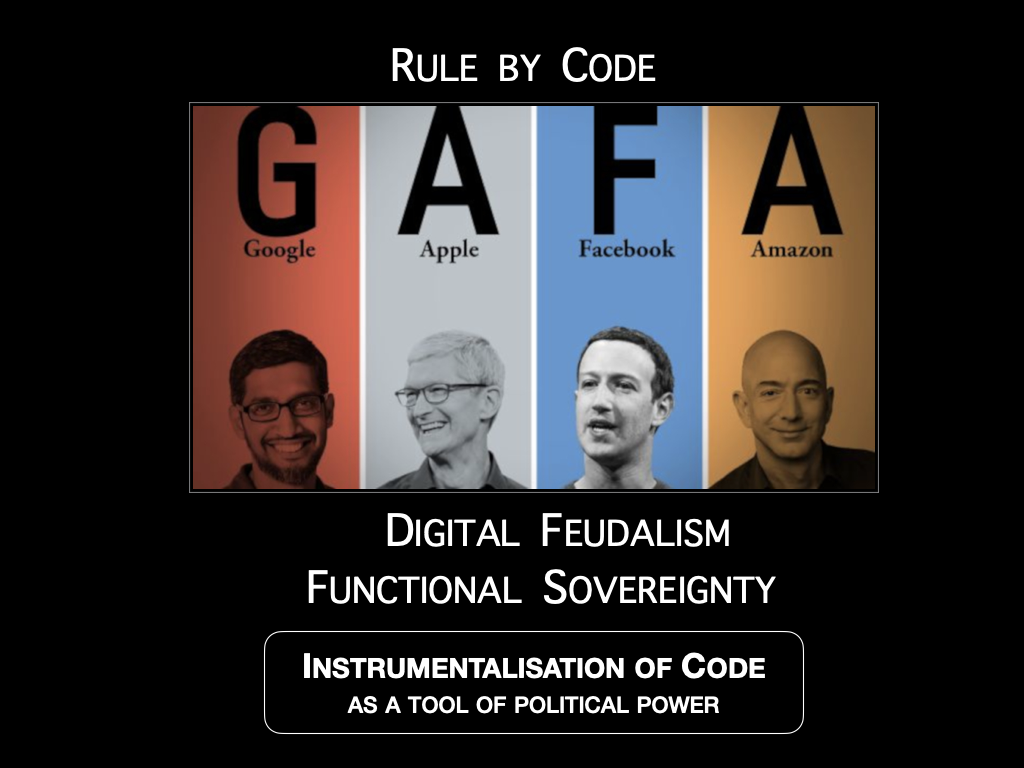 RULE BY CODE
G A F A
Google Apple Facebook Amazon
DIGITAL FEUDALISM
FUNCTIONAL SOVEREIGNTY
INSTRUMENTALISATION OF CODE
AS A TOOL OF POLITICAL POWER